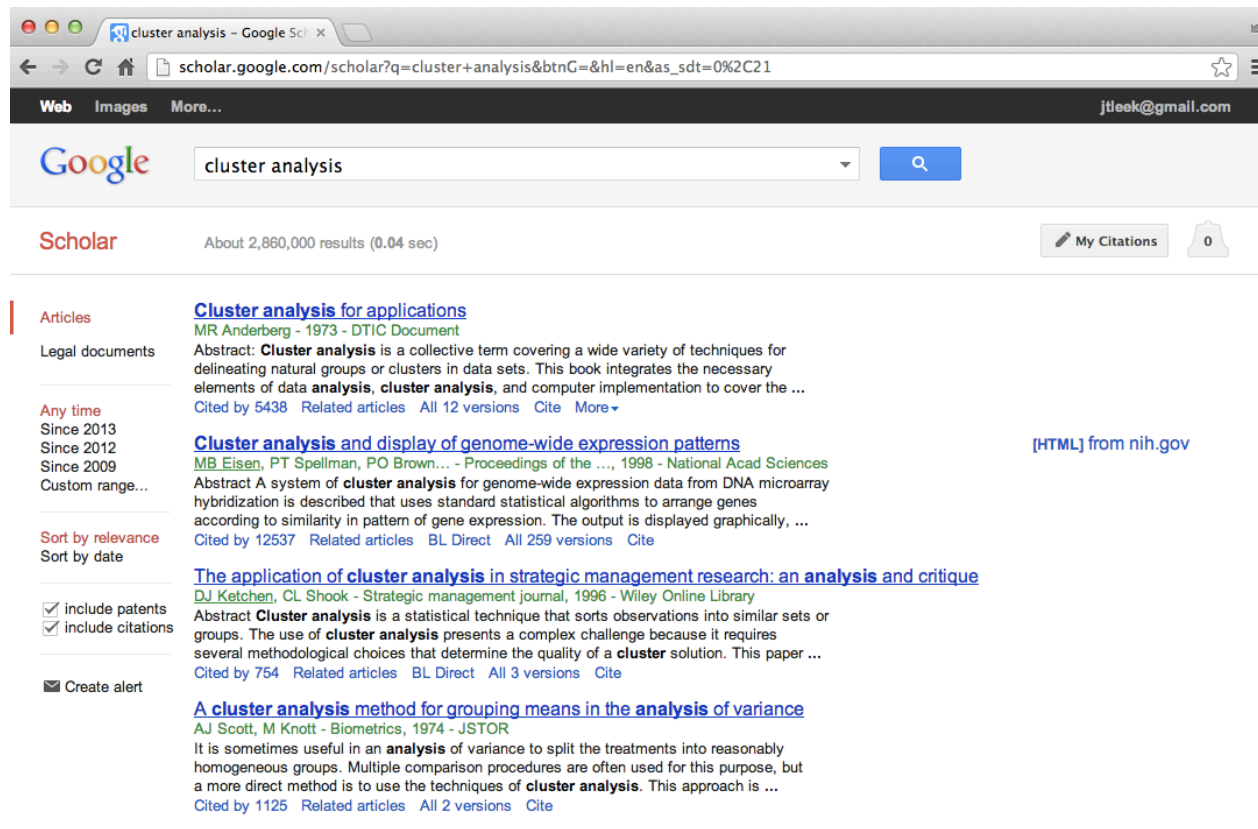 cluster analysis - Google Sch
scholar.google.com/scholar?q=cluster+analysis&btnG=&hl=en&as_sdt=0%2C21
Web Images More... jtleek@gmail.com
Google cluster analysis
Scholar About 2,860,000 results (0.04 sec) My Citations 0
Articles
Legal documents
Any time
Since 2013
Since 2012
Since 2009
Custom range...
Sort by relevance
Sort by date
include patents
include citations
Create alert
Cluster analysis for applications
MR Anderberg - 1973 - DTIC Document
Abstract: Cluster analysis is a collective term covering a wide variety of techniques for
delineating natural groups or clusters in data sets. This book integrates the necessary
elements of data analysis, cluster analysis, and computer implementation to cover the ...
Cited by 5438 Related articles All 12 versions Cite More
Cluster analysis and display of genome-wide expression patterns [HTML] from nih.gov
MB Eisen, PT Spellman, PO Brown... - Proceedings of the ..., 1998 - National Acad Sciences
Abstract A system of cluster analysis for genome-wide expression data from DNA microarray
hybridization is described that uses standard statistical algorithms to arrange genes
according to similarity in pattern of gene expression. The output is displayed graphically, ...
Cited by 12537 Related articles BL Direct All 259 versions Cite
The application of cluster analysis in strategic management research: an analysis and critique
DJ Ketchen, CL Shook - Strategic management journal, 1996 - Wiley Online Library
Abstract Cluster analysis is a statistical technique that sorts observations into similar sets or
groups. The use of cluster analysis presents a complex challenge because it requires
several methodological choices that determine the quality of a cluster solution. This paper ...
Cited by 754 Related articles BL Direct All 3 versions Cite
A cluster analysis method for grouping means in the analysis of variance
AJ Scott, M Knott - Biometrics, 1974 - JSTOR
It is sometimes useful in an analysis of variance to split the treatments into reasonably
homogeneous groups. Multiple comparison procedures are often used for this purpose, but
a more direct method is to use the techniques of cluster analysis. This approach is ...
Cited by 1125 Related articles All 2 versions Cite